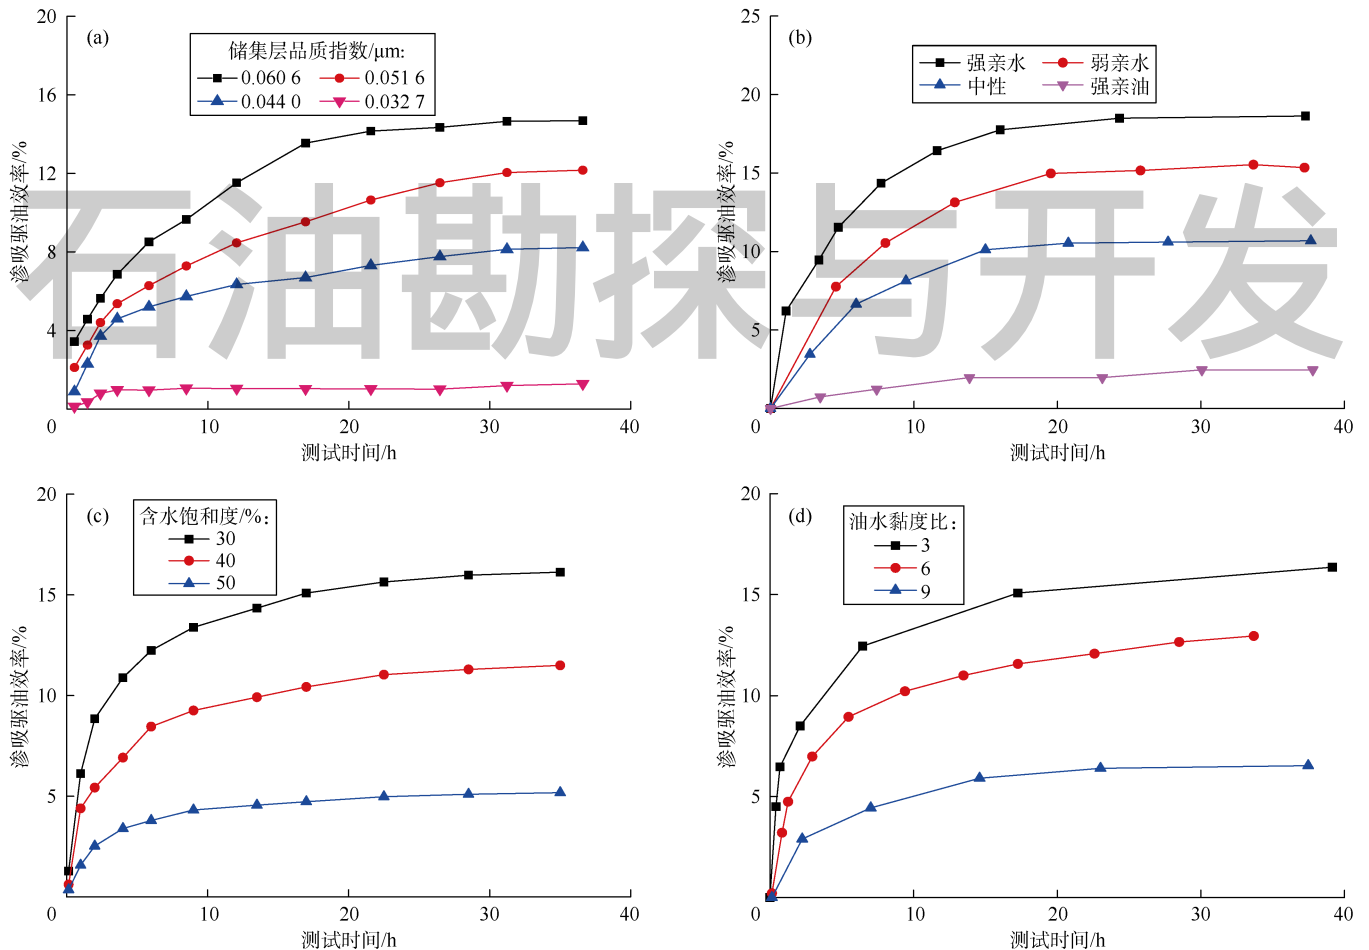 (a)
储集层品质指数/μm:
0.060 6 0.051 6
0.044 0 0.032 7
渗吸驱油效率/%
20
16
12
8
4
0 10 20 30 40
测试时间/h
(b)
强亲水 弱亲水
中性 强亲油
渗吸驱油效率/%
25
20
15
10
5
0 10 20 30 40
测试时间/h
石油勘探与开发
(c)
含水饱和度/%:
30
40
50
渗吸驱油效率/%
20
15
10
5
0 10 20 30 40
测试时间/h
(d)
油水黏度比:
3
6
9
渗吸驱油效率/%
20
15
10
5
0 10 20 30 40
测试时间/h